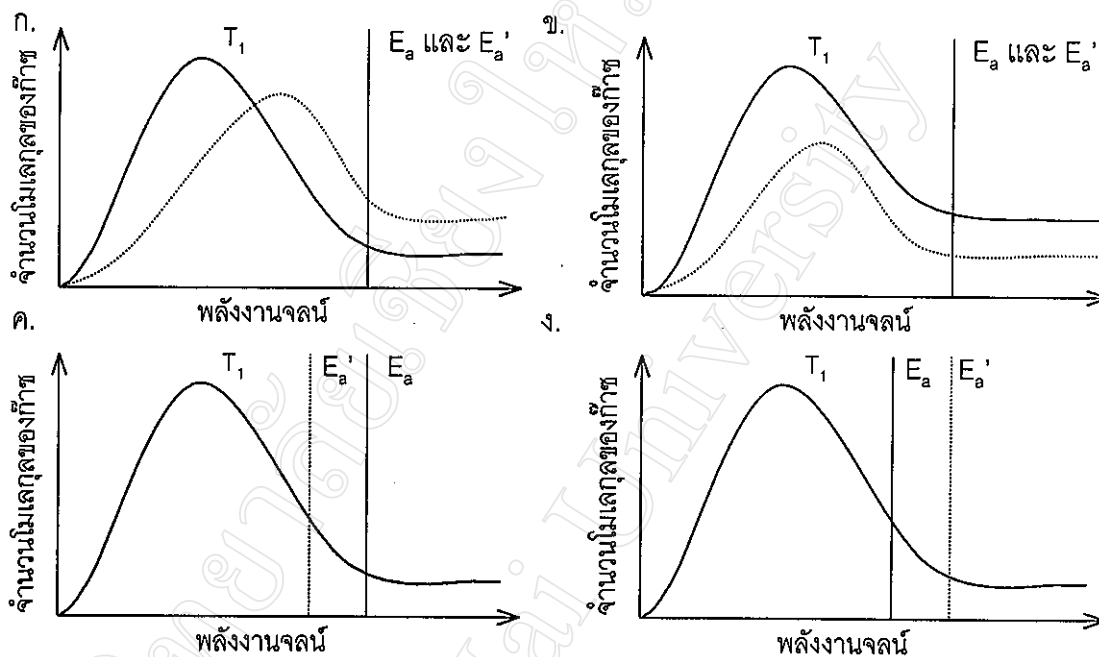 ก.
T₁
Eₐ และ Eₐ'
จำนวนโมเลกุลของก๊าซ
พลังงานจลน์
ข.
T₁
Eₐ และ Eₐ'
จำนวนโมเลกุลของก๊าซ
พลังงานจลน์
ค.
T₁
Eₐ'
Eₐ
จำนวนโมเลกุลของก๊าซ
พลังงานจลน์
ง.
T₁
Eₐ
Eₐ'
จำนวนโมเลกุลของก๊าซ
พลังงานจลน์
University